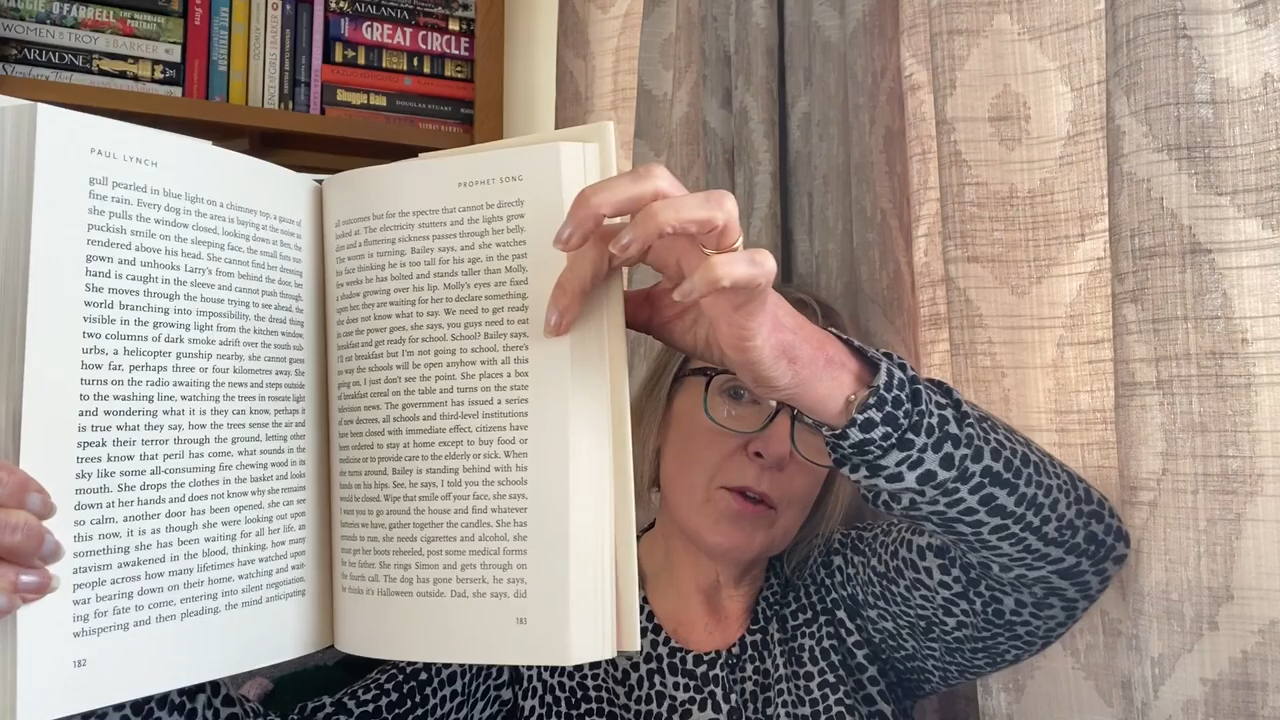 MAGGIE O'FARRELL THE MARRIAGE PORTRAIT
WOMEN OF TROY BARKER
ARIADNE
Strawberry Thief
KATE ATKINSON
ATWOOD
ATALANTA
GREAT CIRCLE
KAZUO ISHIGURO
Shuggie Bain DOUGLAS STUART
PAUL LYNCH
gull pearled in blue light on a chimney top, a gauze of
fine rain. Every dog in the area is baying at the noise as
she pulls the window closed, looking down at Ben, the
puckish smile on the sleeping face, the small fists sur-
rendered above his head. She cannot find her dressing
gown and unhooks Larry's from behind the door, her
hand is caught in the sleeve and cannot push through.
She moves through the house trying to see ahead, the
world branching into impossibility, the dread thing
visible in the growing light from the kitchen window,
two columns of dark smoke adrift over the south sub-
urbs, a helicopter gunship nearby, she cannot guess
how far, perhaps three or four kilometres away. She
turns on the radio awaiting the news and steps outside
to the washing line, watching the trees in roseate light
and wondering what it is they can know, perhaps it
is true what they say, how the trees sense the air and
speak their terror through the ground, letting other
trees know that peril has come, what sounds in the
sky like some all-consuming fire chewing wood in its
mouth. She drops the clothes in the basket and looks
down at her hands and does not know why she remains
so calm, another door has been opened, she can see
this now, it is as though she were looking out upon
something she has been waiting for all her life, an
atavism awakened in the blood, thinking, how many
people across how many lifetimes have watched upon
war bearing down on their home, watching and wait-
ing for fate to come, entering into silent negotiation,
whispering and then pleading, the mind anticipating
182
PROPHET SONG
all outcomes but for the spectre that cannot be directly
looked at. The electricity stutters and the lights grow
dim and a fluttering sickness passes through her belly.
The worm is turning, Bailey says, and she watches
his face thinking he is too tall for his age, in the past
few weeks he has bolted and stands taller than Molly,
a shadow growing over his lip. Molly's eyes are fixed
upon her, they are waiting for her to declare something,
she does not know what to say. We need to get ready
in case the power goes, she says, you guys need to eat
breakfast and get ready for school. School? Bailey says,
I'll eat breakfast but I'm not going to school, there's
no way the schools will be open anyhow with all this
going on, I just don't see the point. She places a box
of breakfast cereal on the table and turns on the state
television news. The government has issued a series
of new decrees, all schools and third-level institutions
have been closed with immediate effect, citizens have
been ordered to stay at home except to buy food or
medicine or to provide care to the elderly or sick. When
she turns around, Bailey is standing behind with his
hands on his hips. See, he says, I told you the schools
would be closed. Wipe that smile off your face, she says,
I want you to go around the house and find whatever
batteries we have, gather together the candles. She has
errands to run, she needs cigarettes and alcohol, she
must get her boots reheeled, post some medical forms
for her father. She rings Simon and gets through on
the fourth call. The dog has gone berserk, he says,
he thinks it's Halloween outside. Dad, she says, did
183